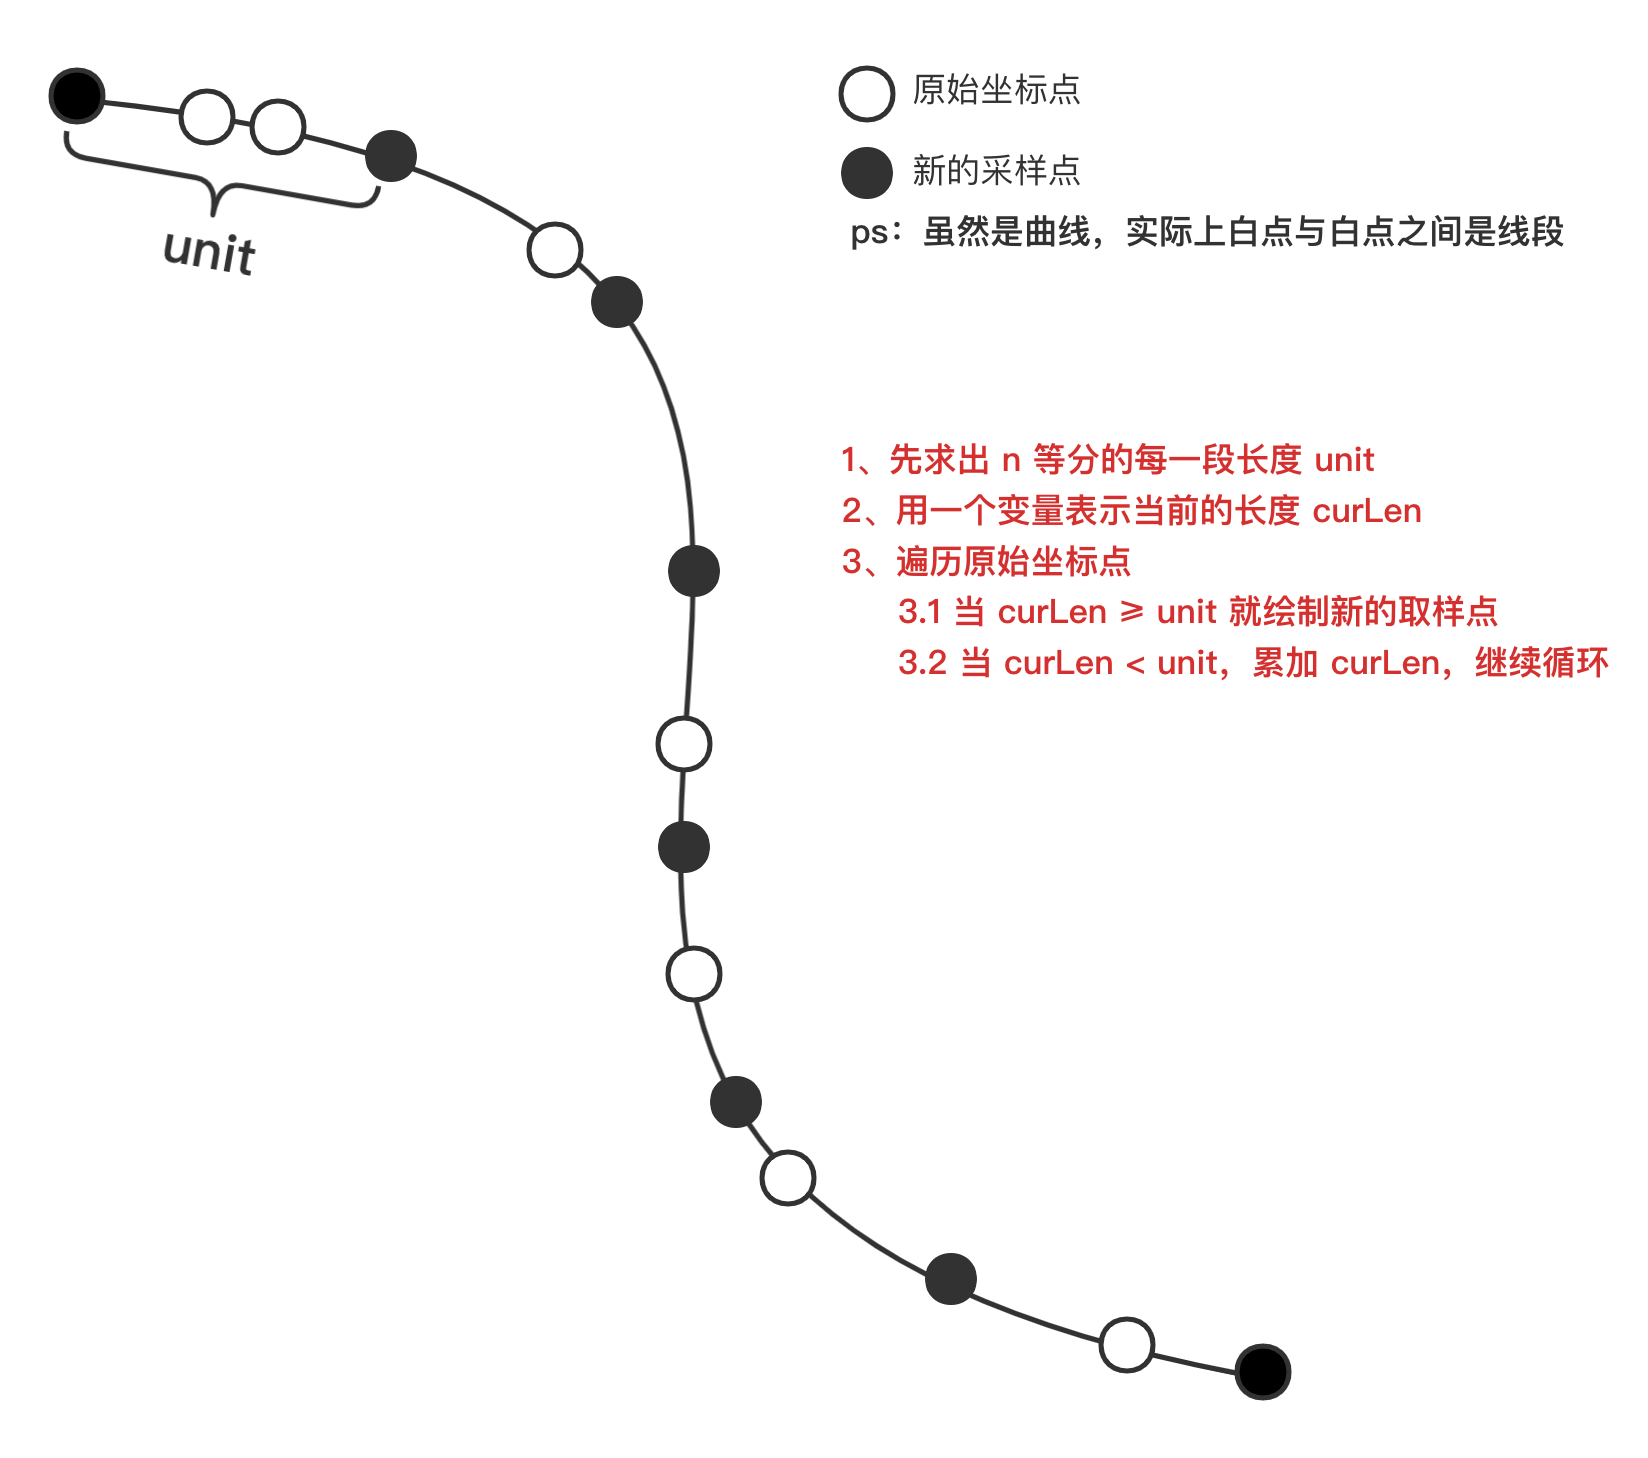 原始坐标点
新的采样点
ps：虽然是曲线，实际上白点与白点之间是线段
unit
1、先求出 n 等分的每一段长度 unit
2、用一个变量表示当前的长度 curLen
3、遍历原始坐标点
3.1 当 curLen ⩾ unit 就绘制新的取样点
3.2 当 curLen < unit，累加 curLen，继续循环